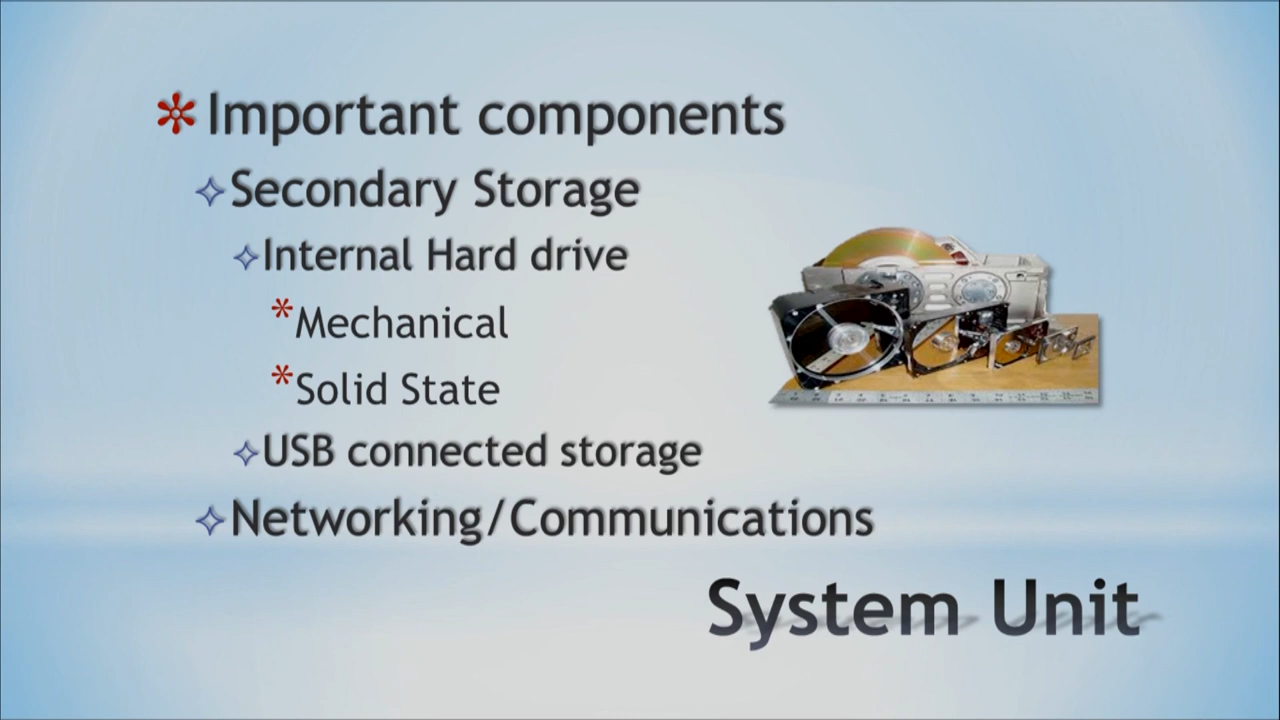 Important components
Secondary Storage
Internal Hard drive
Mechanical
Solid State
USB connected storage
Networking/Communications
System Unit